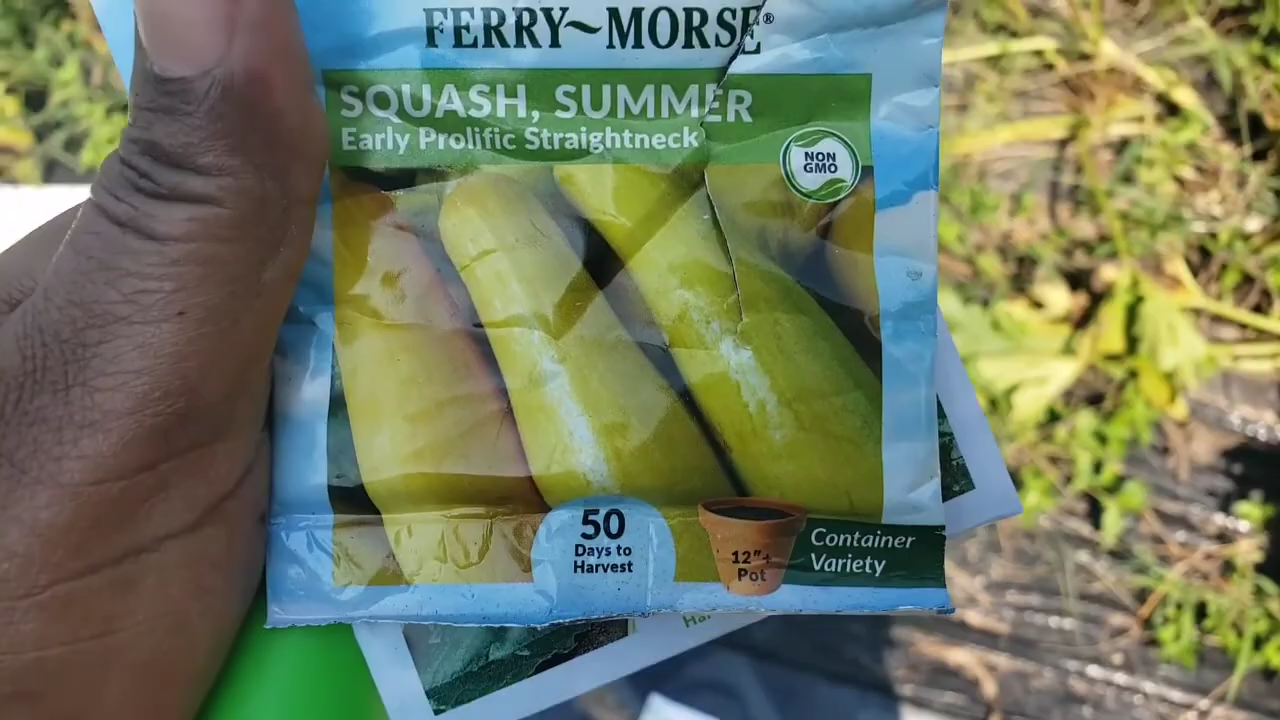 FERRY~MORSE®
SQUASH, SUMMER
Early Prolific Straightneck
NON
GMO
50
Days to
Harvest
12"+
Pot
Container
Variety